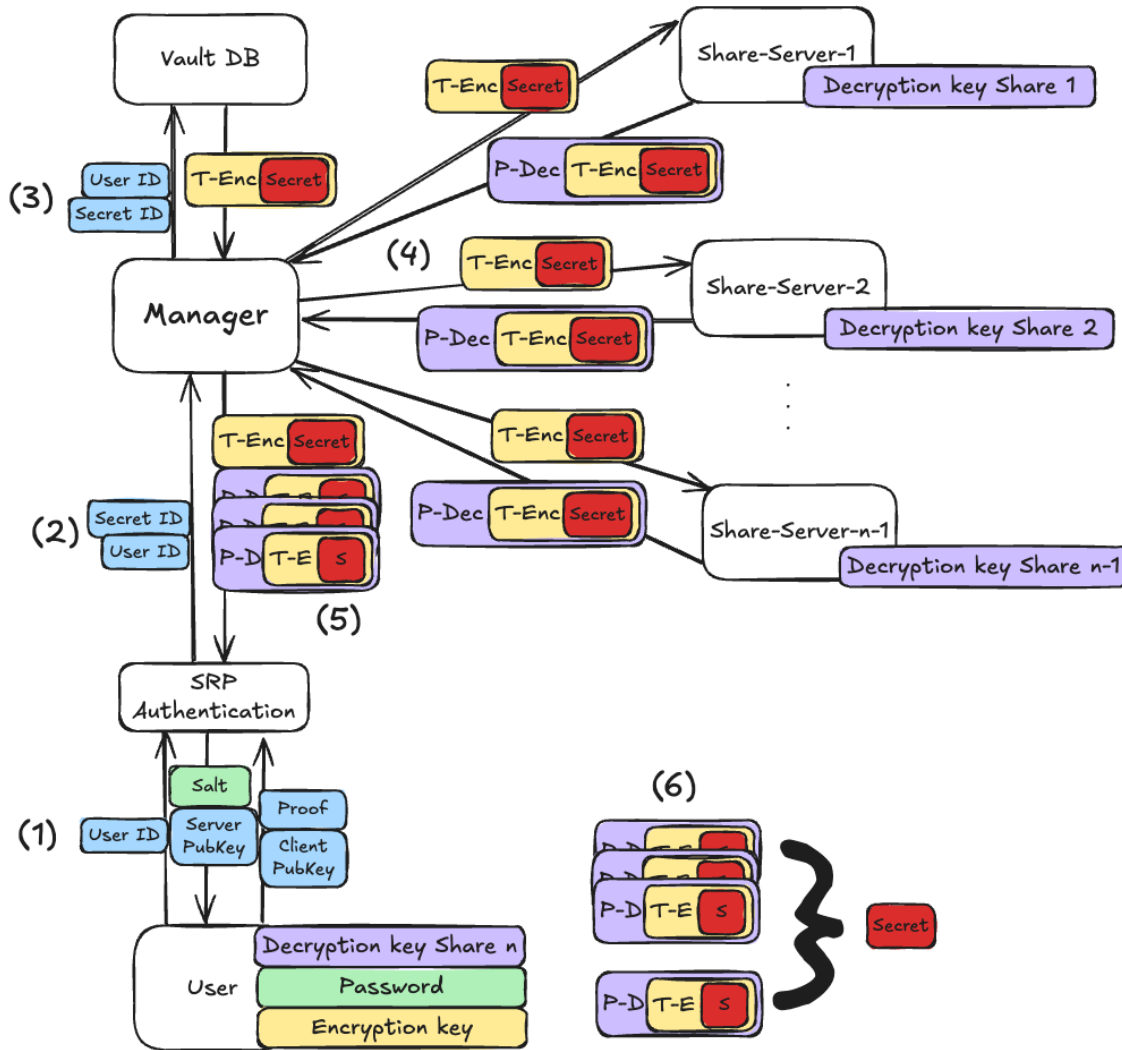 Vault DB
Share-Server-1
Decryption key Share 1
T-Enc Secret
P-Dec T-Enc Secret
(3)
User ID
Secret ID
T-Enc Secret
(4)
T-Enc Secret
Share-Server-2
Decryption key Share 2
Manager
P-Dec T-Enc Secret
.
.
.
T-Enc Secret
T-Enc Secret
P-Dec T-Enc Secret
Share-Server-n-1
Decryption key Share n-1
(2)
Secret ID
User ID
P-D T-E S
(5)
SRP
Authentication
(1)
User ID
Salt
Server
PubKey
Proof
Client
PubKey
User
Decryption key Share n
Password
Encryption key
(6)
P-D T-E S
P-D T-E S
Secret